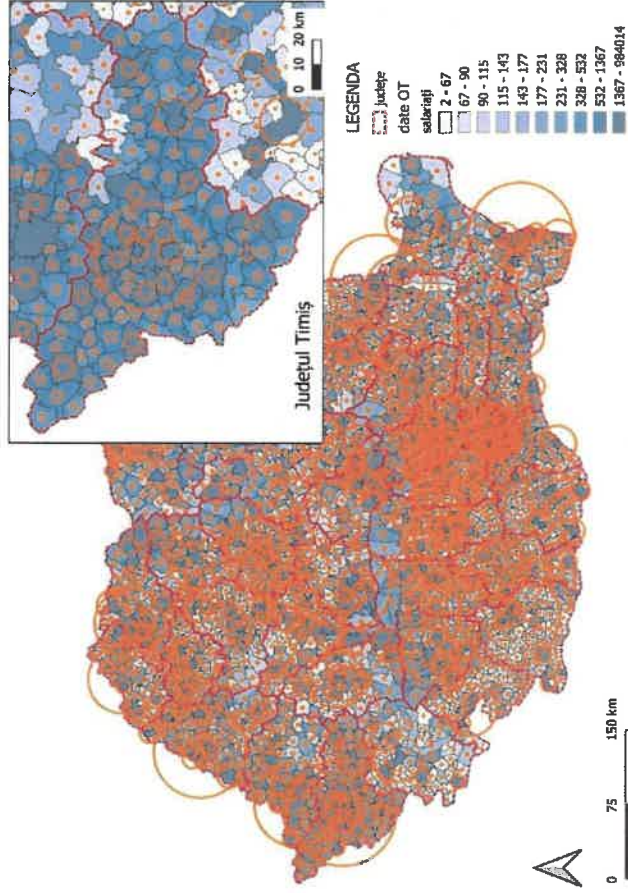 Județul Timiș
0 10 20 km
LEGENDA
județe
date OT
salariați
2 - 67
67 - 90
90 - 115
115 - 143
143 - 177
177 - 231
231 - 328
328 - 532
532 - 1367
1367 - 984014
0 75 150 km